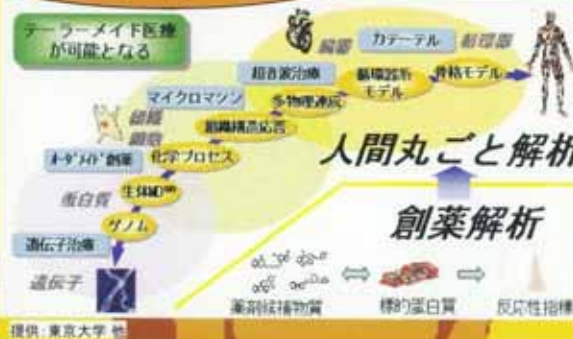 テーラーメイド医療
が可能となる
臓器
カテーテル
循環器
超音波治療
循環器系
モデル
骨格モデル
マイクロマシン
多物理連成
組織
細胞
組織構造応答
オーダメイド創薬
化学プロセス
人間丸ごと解析
蛋白質
生体MD
ゲノム
創薬解析
遺伝子治療
遺伝子
薬剤候補物質
標的蛋白質
反応性指標
提供:東京大学 他